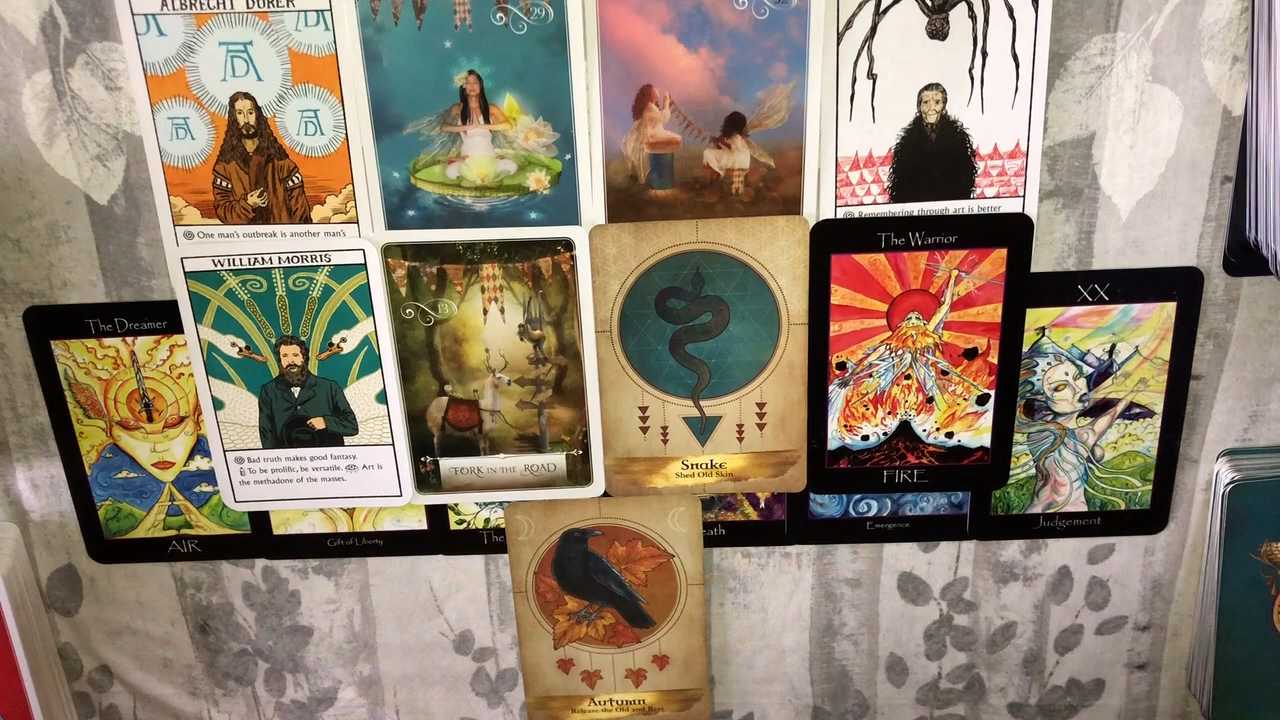 ALBRECHT DÜRER
One man's outbreak is another man's
29
Remembering through art is better
The Dreamer
AIR
WILLIAM MORRIS
Bad truth makes good fantasy.
To be prolific, be versatile. Art is
the methadone of the masses.
13
FORK IN THE ROAD
Snake
Shed Old Skin
The Warrior
FIRE
XX
Judgement
Gift of Liberty
The
eath
Emergence
Autumn
Release the Old and Rest